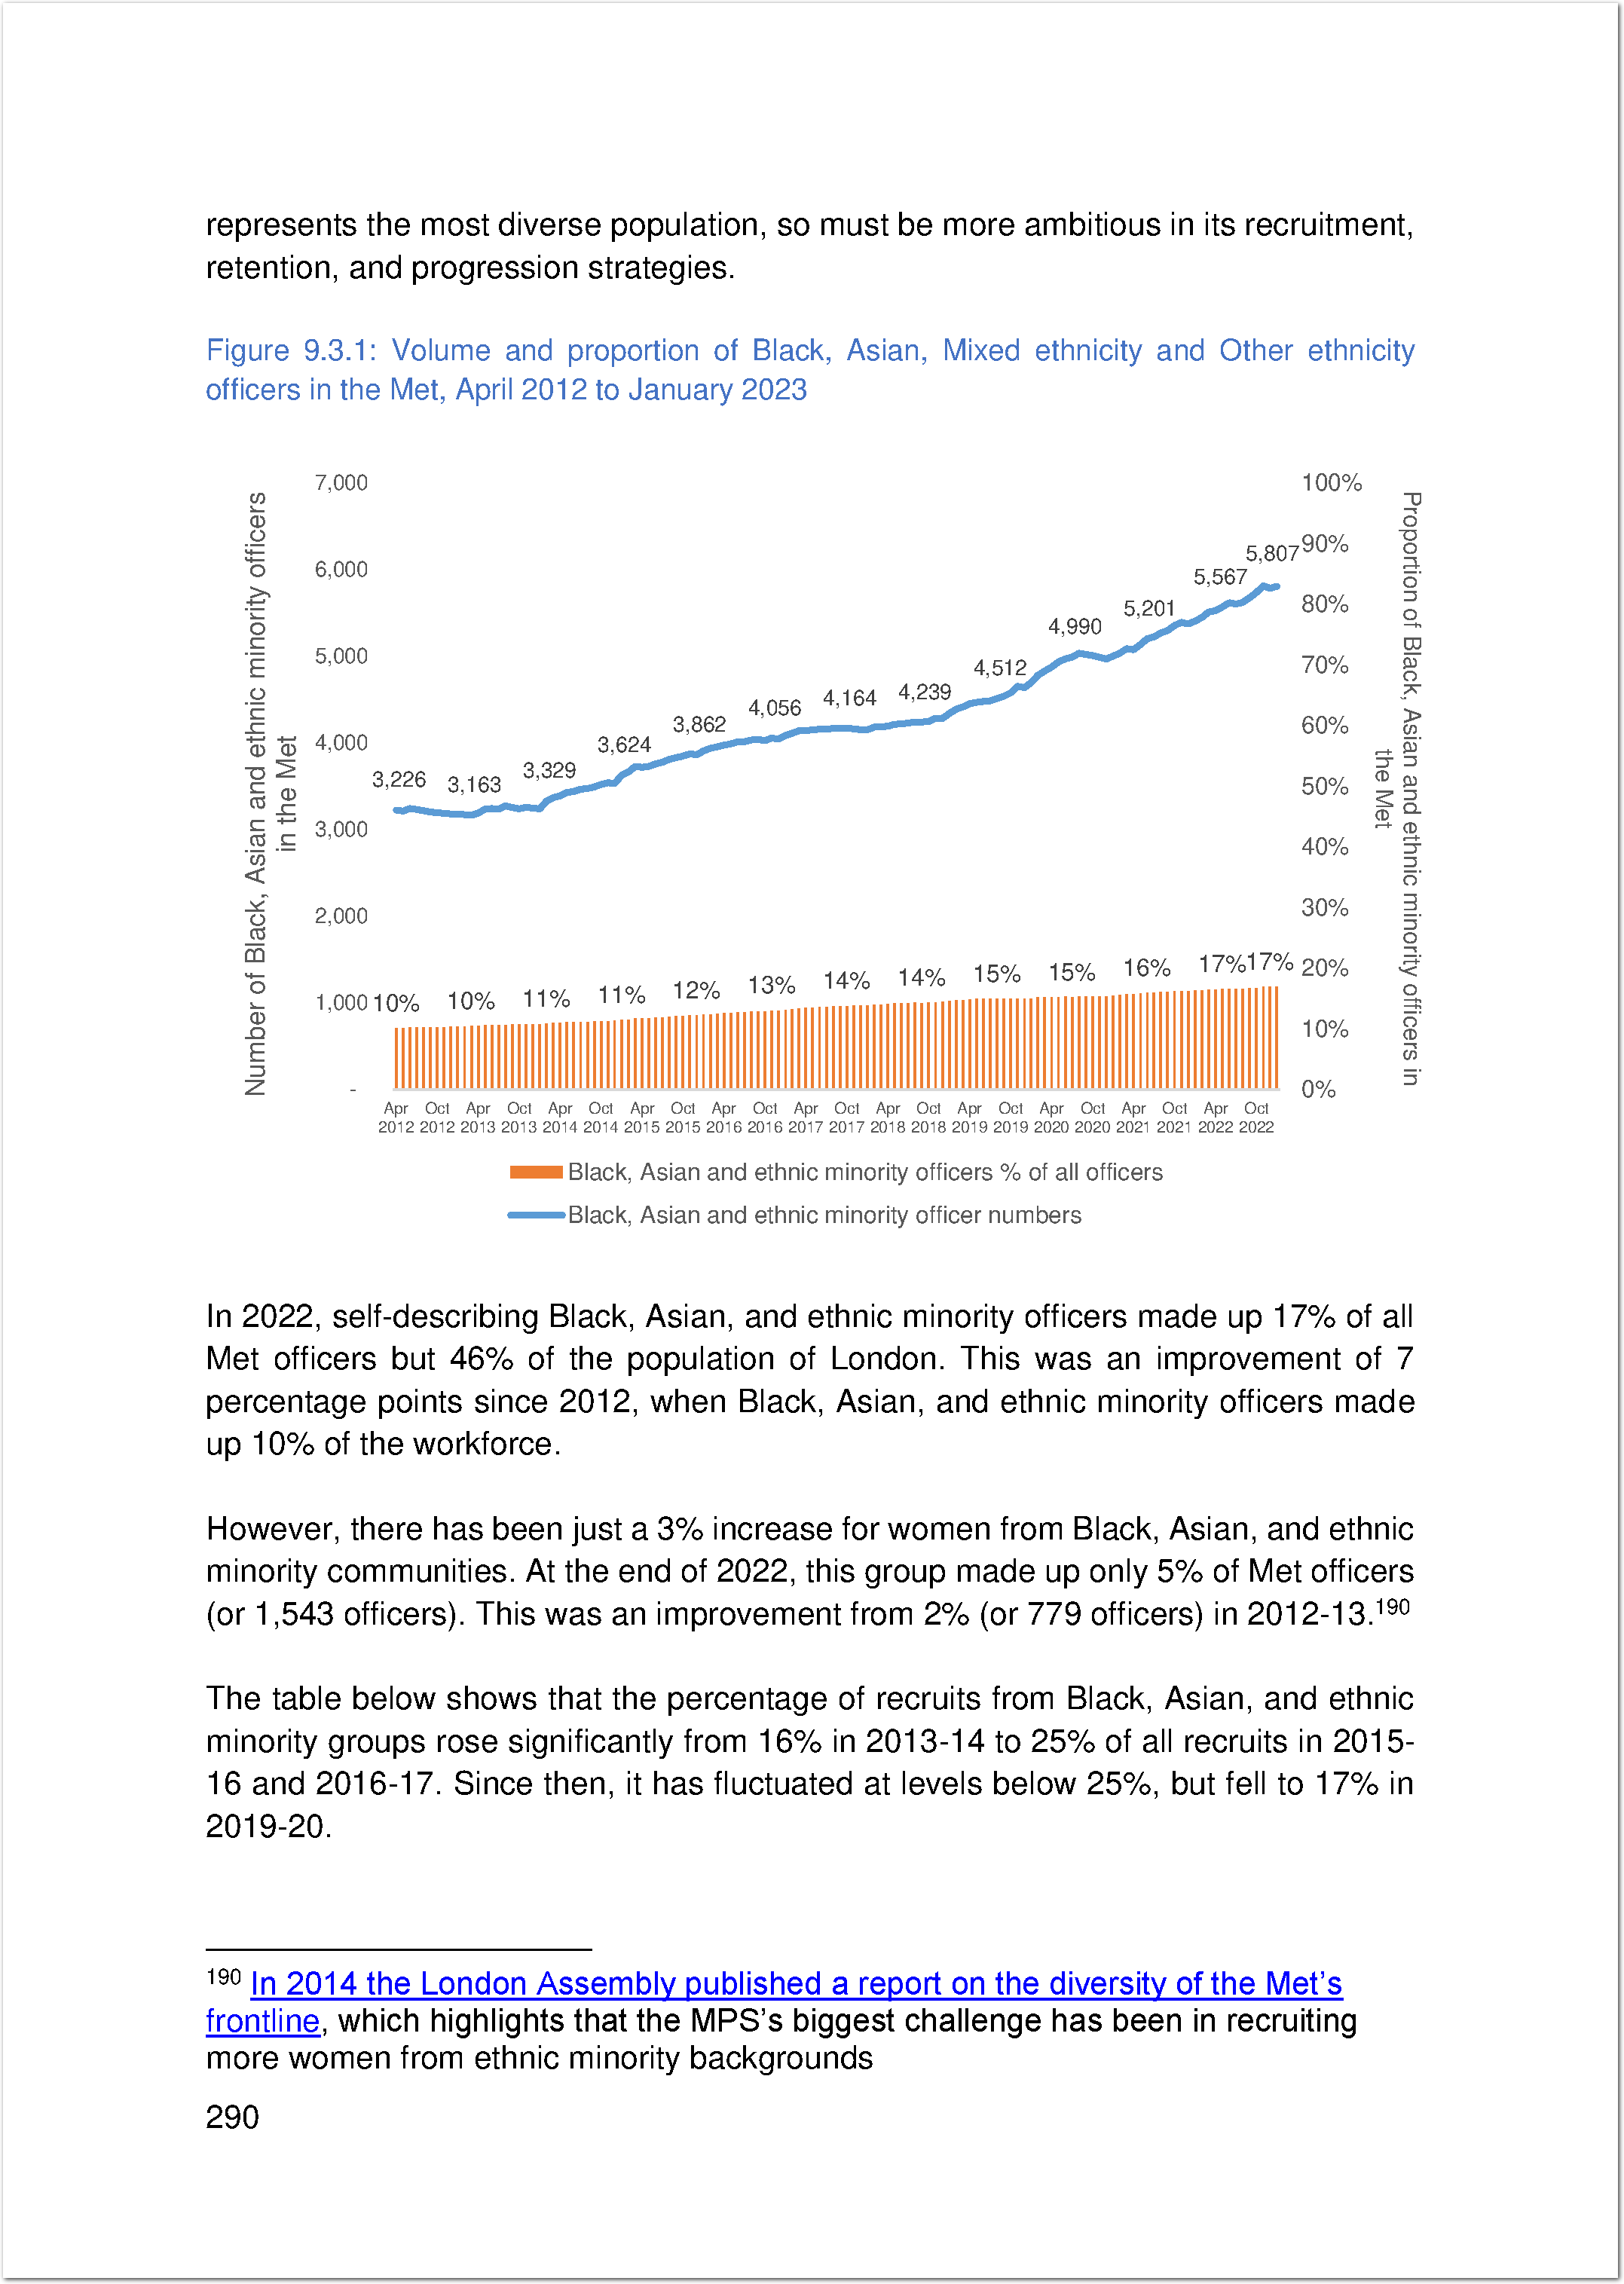 represents the most diverse population, so must be more ambitious in its recruitment,
retention, and progression strategies.
Figure 9.3.1: Volume and proportion of Black, Asian, Mixed ethnicity and Other ethnicity
officers in the Met, April 2012 to January 2023
Number of Black, Asian and ethnic minority officers
in the Met
7,000
6,000
5,000
4,000
3,000
2,000
1,000
-
3,226
3,163
3,329
3,624
3,862
4,056
4,164
4,239
4,512
4,990
5,201
5,567
5,807
10%
10%
11%
11%
12%
13%
14%
14%
15%
15%
16%
17%
17%
100%
90%
80%
70%
60%
50%
40%
30%
20%
10%
0%
Proportion of Black, Asian and ethnic minority officers in
the Met
Apr Oct Apr Oct Apr Oct Apr Oct Apr Oct Apr Oct Apr Oct Apr Oct Apr Oct Apr Oct Apr Oct
2012 2012 2013 2013 2014 2014 2015 2015 2016 2016 2017 2017 2018 2018 2019 2019 2020 2020 2021 2021 2022 2022
Black, Asian and ethnic minority officers % of all officers
Black, Asian and ethnic minority officer numbers
In 2022, self-describing Black, Asian, and ethnic minority officers made up 17% of all
Met officers but 46% of the population of London. This was an improvement of 7
percentage points since 2012, when Black, Asian, and ethnic minority officers made
up 10% of the workforce.
However, there has been just a 3% increase for women from Black, Asian, and ethnic
minority communities. At the end of 2022, this group made up only 5% of Met officers
(or 1,543 officers). This was an improvement from 2% (or 779 officers) in 2012-13.190
The table below shows that the percentage of recruits from Black, Asian, and ethnic
minority groups rose significantly from 16% in 2013-14 to 25% of all recruits in 2015-
16 and 2016-17. Since then, it has fluctuated at levels below 25%, but fell to 17% in
2019-20.
190 In 2014 the London Assembly published a report on the diversity of the Met's
frontline, which highlights that the MPS's biggest challenge has been in recruiting
more women from ethnic minority backgrounds
290